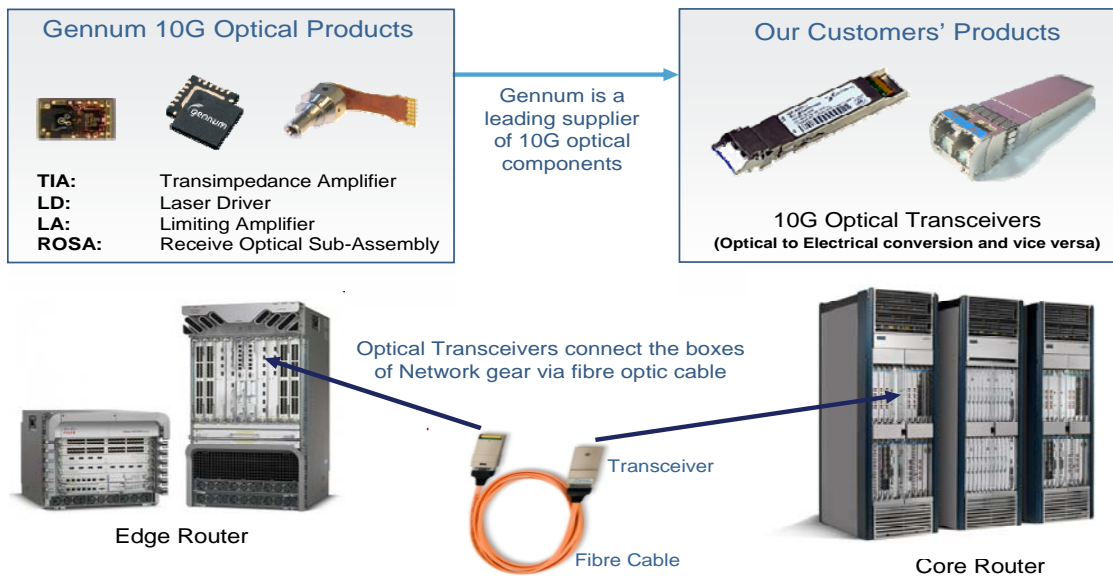 Gennum 10G Optical Products
gennum
TIA: Transimpedance Amplifier
LD: Laser Driver
LA: Limiting Amplifier
ROSA: Receive Optical Sub-Assembly
Gennum is a
leading supplier
of 10G optical
components
Our Customers’ Products
10G Optical Transceivers
(Optical to Electrical conversion and vice versa)
Optical Transceivers connect the boxes
of Network gear via fibre optic cable
Transceiver
Fibre Cable
Edge Router
Core Router